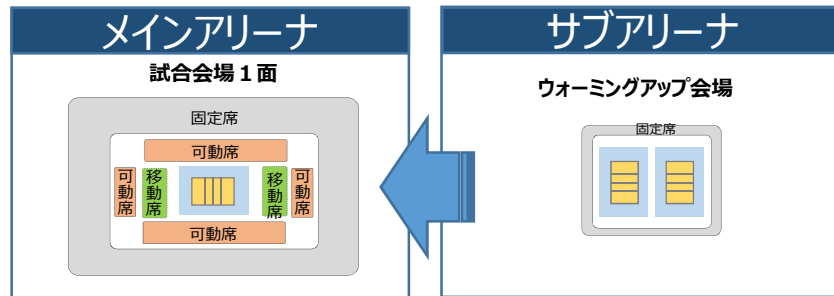 メインアリーナ
試合会場１面
固定席
可動席
可動席
移動席
移動席
可動席
可動席
サブアリーナ
ウォーミングアップ会場
固定席